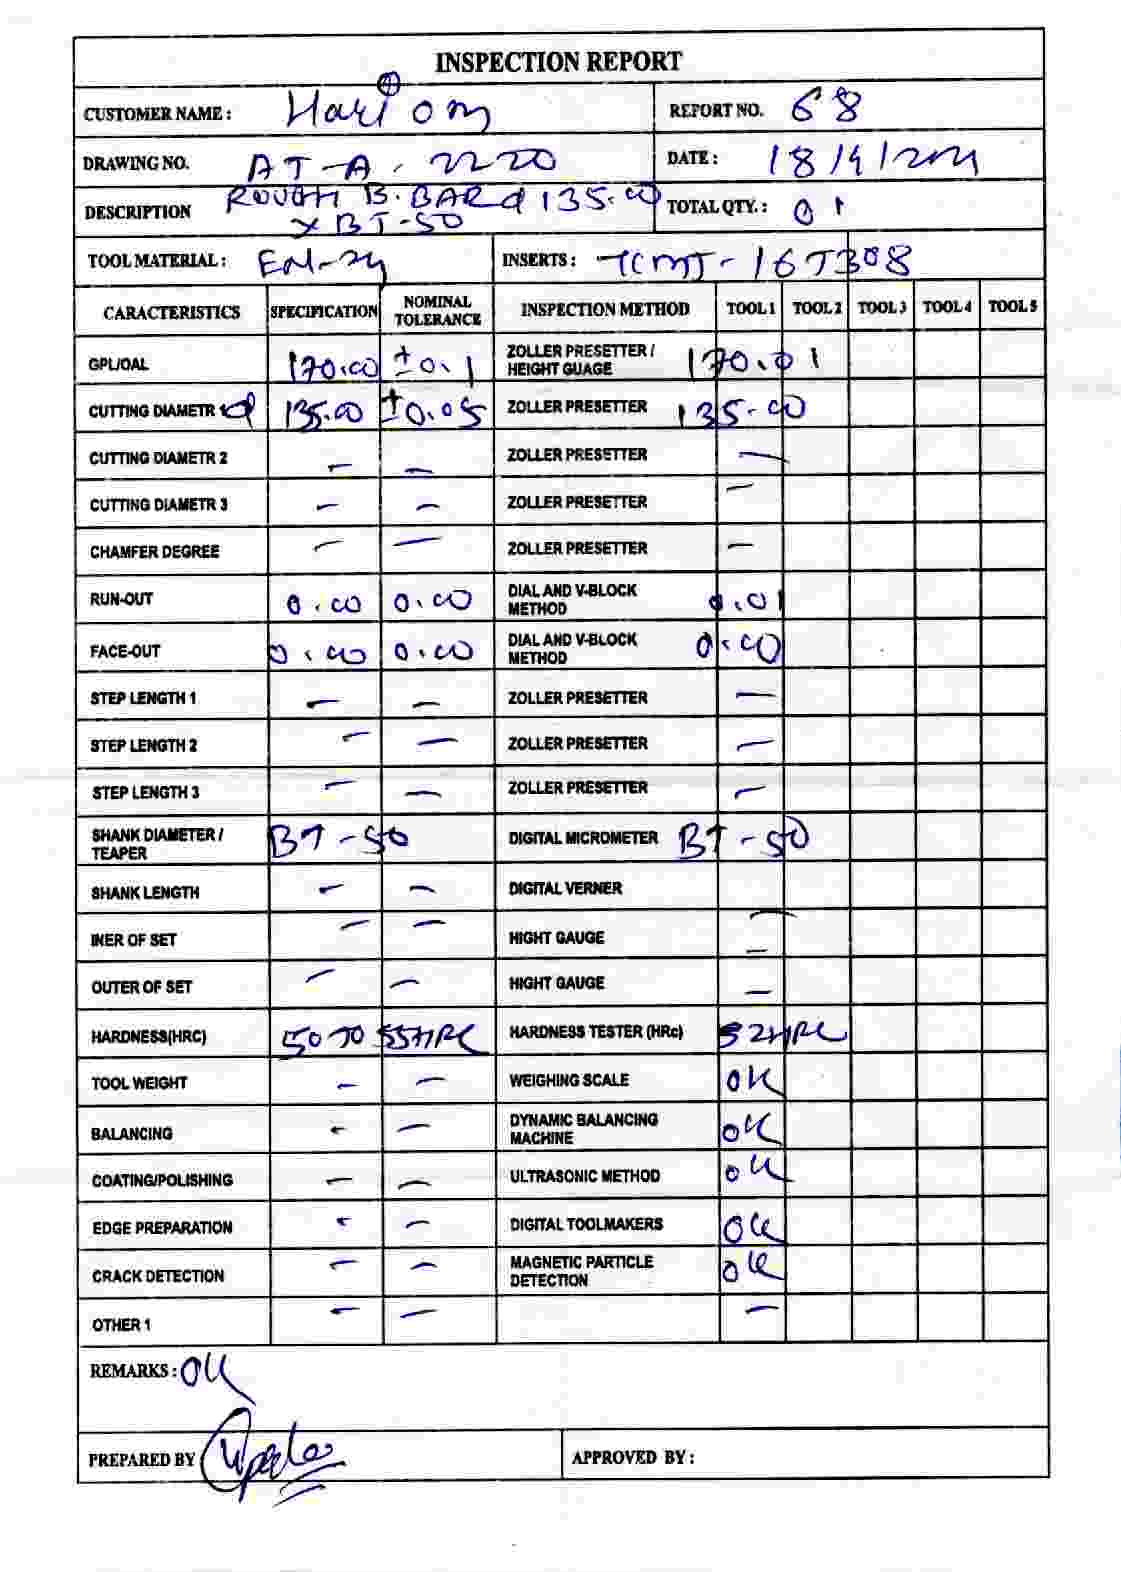 INSPECTION REPORT
CUSTOMER NAME : Hari om REPORT NO. 68
DRAWING NO. AT-A. 2220 DATE : 18/9/2021
DESCRIPTION ROUGH B.BAR d 135.00 TOTAL QTY. : 01
x BT-50
TOOL MATERIAL : EN-24 INSERTS : TCMT-16T308
CARACTERISTICS SPECIFICATION NOMINAL TOLERANCE INSPECTION METHOD TOOL 1 TOOL 2 TOOL 3 TOOL 4 TOOL 5
GPL/OAL 170.00 ±0.1 ZOLLER PRESETTER / HEIGHT GUAGE 170.01
CUTTING DIAMETR 1 d 135.00 ±0.05 ZOLLER PRESETTER 135.00
CUTTING DIAMETR 2 – – ZOLLER PRESETTER –
CUTTING DIAMETR 3 – – ZOLLER PRESETTER –
CHAMFER DEGREE – – ZOLLER PRESETTER –
RUN-OUT 0.00 0.00 DIAL AND V-BLOCK METHOD 0.01
FACE-OUT 0.00 0.00 DIAL AND V-BLOCK METHOD 0.00
STEP LENGTH 1 – – ZOLLER PRESETTER –
STEP LENGTH 2 – – ZOLLER PRESETTER –
STEP LENGTH 3 – – ZOLLER PRESETTER –
SHANK DIAMETER / TEAPER BT-50 DIGITAL MICROMETER BT-50
SHANK LENGTH – – DIGITAL VERNER –
INER OF SET – – HIGHT GAUGE –
OUTER OF SET – – HIGHT GAUGE –
HARDNESS(HRC) 50 TO 55HRC HARDNESS TESTER (HRc) 52HRC
TOOL WEIGHT – – WEIGHING SCALE OK
BALANCING – – DYNAMIC BALANCING MACHINE OK
COATING/POLISHING – – ULTRASONIC METHOD OK
EDGE PREPARATION – – DIGITAL TOOLMAKERS OK
CRACK DETECTION – – MAGNETIC PARTICLE DETECTION OK
OTHER 1 – – –
REMARKS : OK
PREPARED BY APPROVED BY :